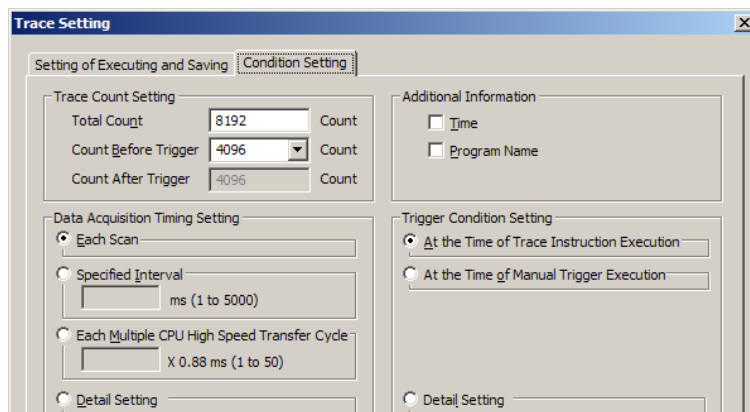 Trace Setting
Setting of Executing and Saving
Condition Setting
Trace Count Setting
Total Count 8192 Count
Count Before Trigger 4096 Count
Count After Trigger 4096 Count
Additional Information
Time
Program Name
Data Acquisition Timing Setting
Each Scan
Specified Interval
ms (1 to 5000)
Each Multiple CPU High Speed Transfer Cycle
X 0.88 ms (1 to 50)
Detail Setting
Trigger Condition Setting
At the Time of Trace Instruction Execution
At the Time of Manual Trigger Execution
Detail Setting